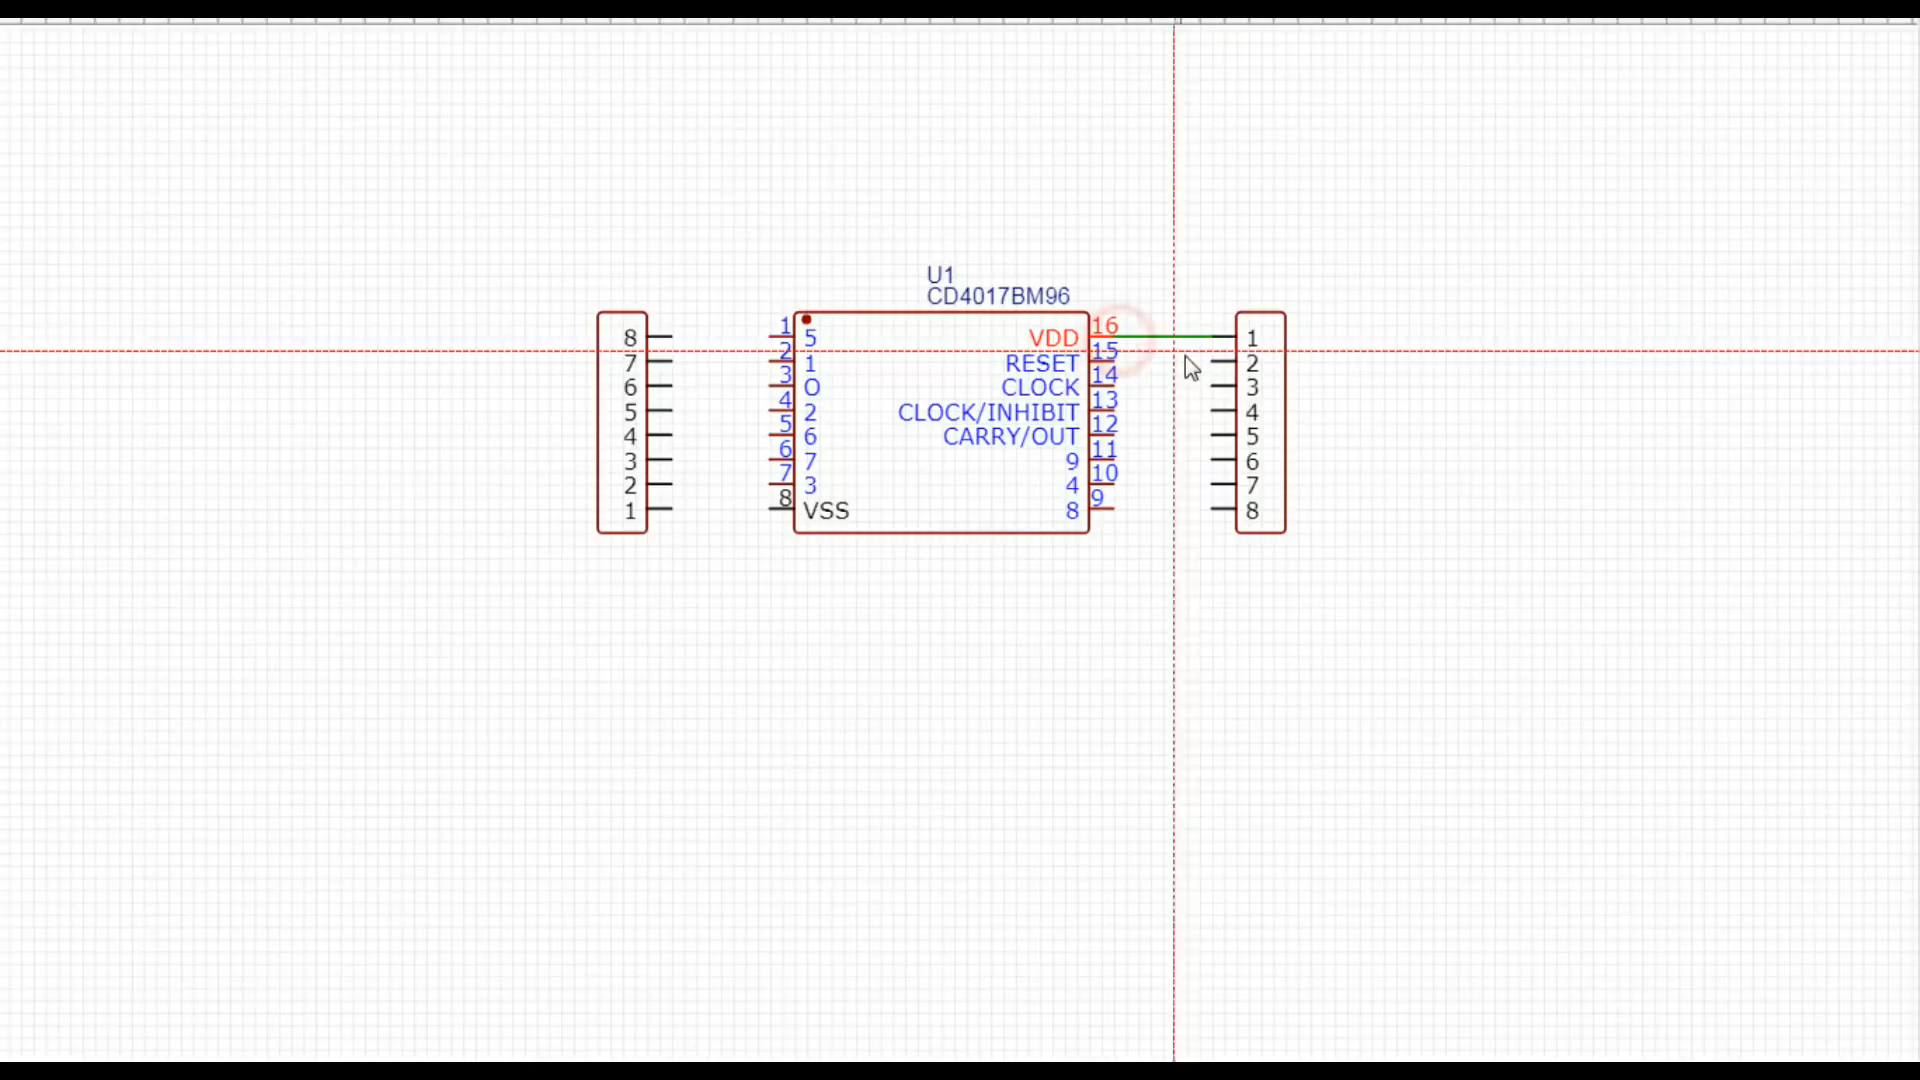 U1
CD4017BM96
8 1 5 VDD 16 1
7 2 1 RESET 15 2
6 3 O CLOCK 14 3
5 4 2 CLOCK/INHIBIT 13 4
4 5 6 CARRY/OUT 12 5
3 6 7 9 11 6
2 7 3 4 10 7
1 8 VSS 8 9 8